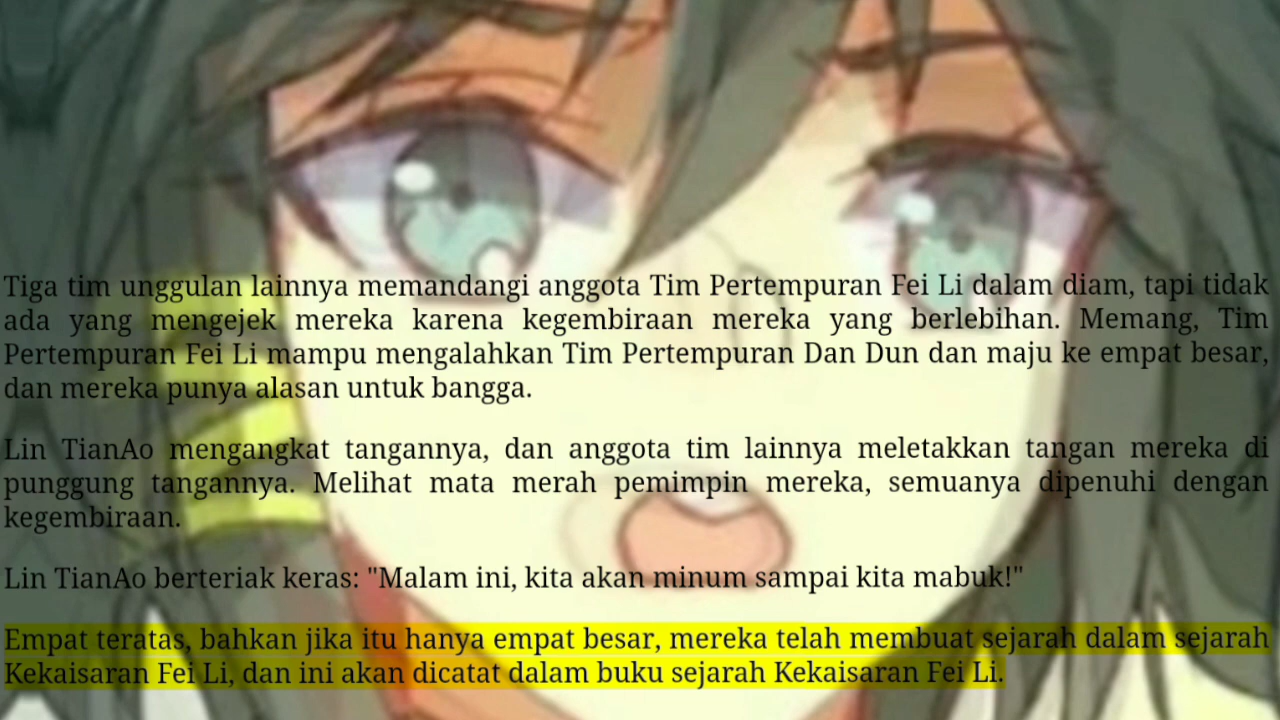 Tiga tim unggulan lainnya memandangi anggota Tim Pertempuran Fei Li dalam diam, tapi tidak
ada yang mengejek mereka karena kegembiraan mereka yang berlebihan. Memang, Tim
Pertempuran Fei Li mampu mengalahkan Tim Pertempuran Dan Dun dan maju ke empat besar,
dan mereka punya alasan untuk bangga.
Lin TianAo mengangkat tangannya, dan anggota tim lainnya meletakkan tangan mereka di
punggung tangannya. Melihat mata merah pemimpin mereka, semuanya dipenuhi dengan
kegembiraan.
Lin TianAo berteriak keras: "Malam ini, kita akan minum sampai kita mabuk!"
Empat teratas, bahkan jika itu hanya empat besar, mereka telah membuat sejarah dalam sejarah
Kekaisaran Fei Li, dan ini akan dicatat dalam buku sejarah Kekaisaran Fei Li.